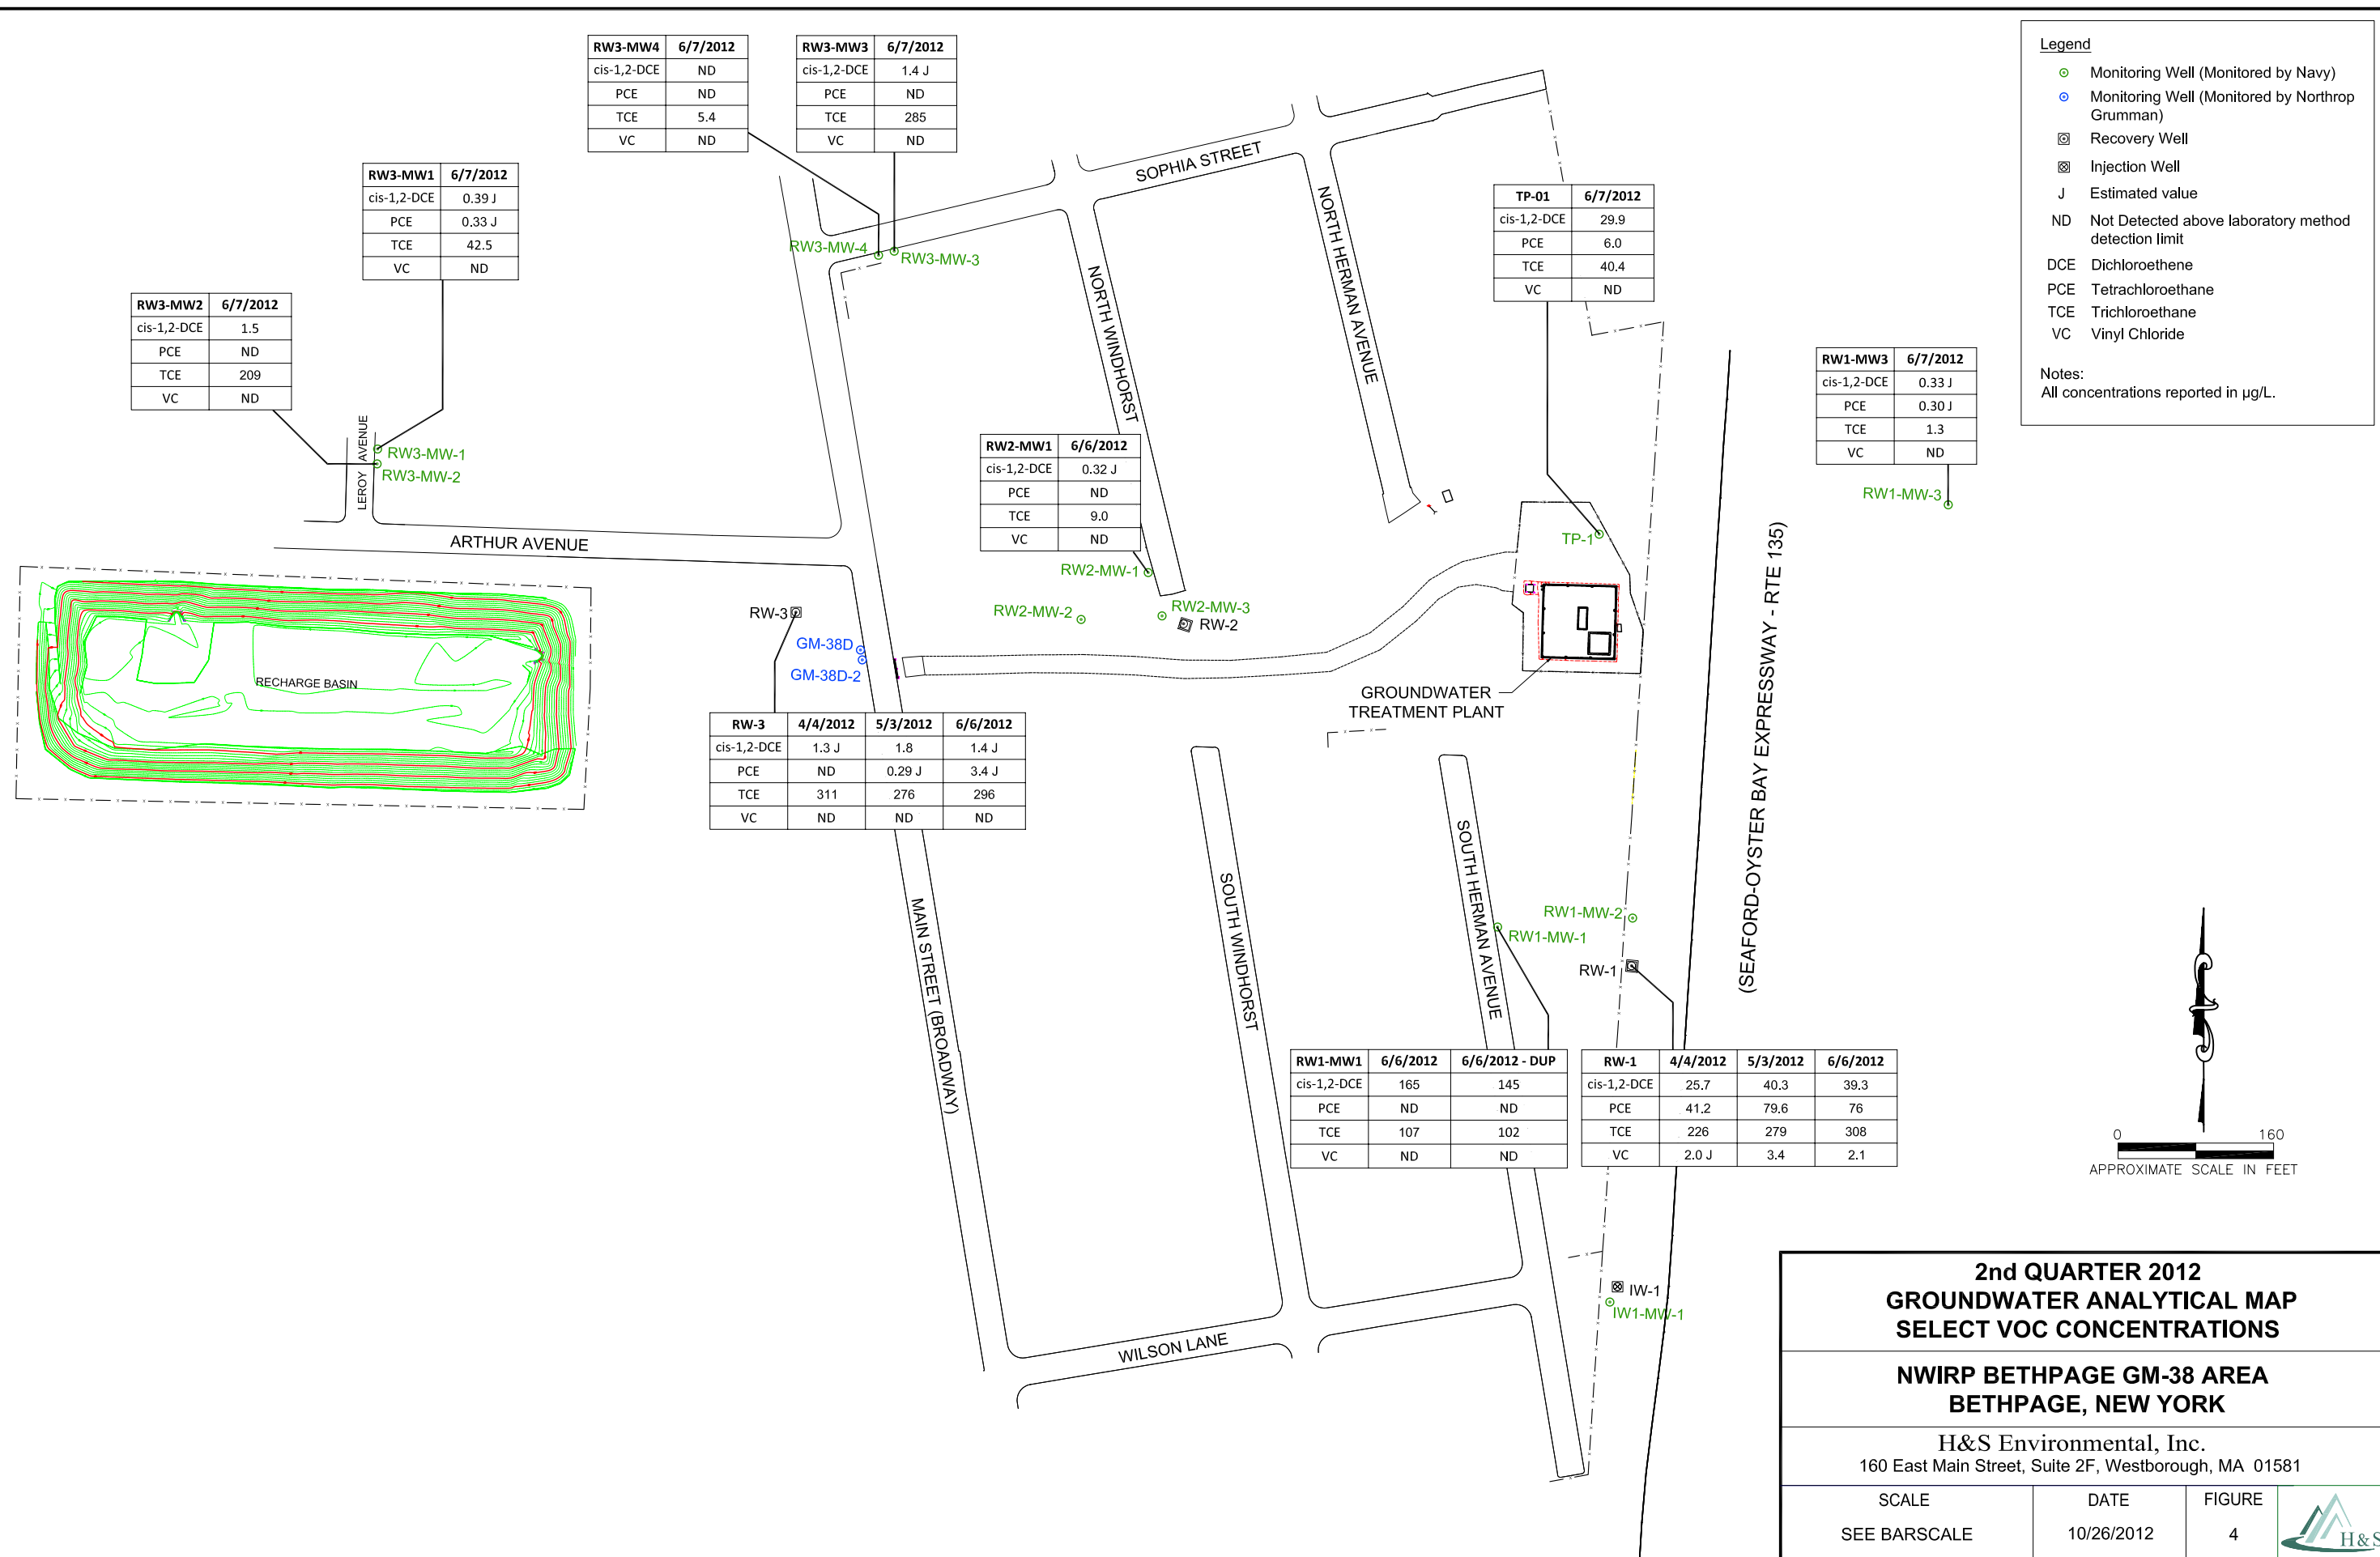 RW3-MW4 6/7/2012
cis-1,2-DCE ND
PCE ND
TCE 5.4
VC ND
RW3-MW3 6/7/2012
cis-1,2-DCE 1.4 J
PCE ND
TCE 285
VC ND
RW3-MW1 6/7/2012
cis-1,2-DCE 0.39 J
PCE 0.33 J
TCE 42.5
VC ND
RW3-MW2 6/7/2012
cis-1,2-DCE 1.5
PCE ND
TCE 209
VC ND
TP-01 6/7/2012
cis-1,2-DCE 29.9
PCE 6.0
TCE 40.4
VC ND
RW1-MW3 6/7/2012
cis-1,2-DCE 0.33 J
PCE 0.30 J
TCE 1.3
VC ND
RW2-MW1 6/6/2012
cis-1,2-DCE 0.32 J
PCE ND
TCE 9.0
VC ND
Legend
Monitoring Well (Monitored by Navy)
Monitoring Well (Monitored by Northrop
Grumman)
Recovery Well
Injection Well
J Estimated value
ND Not Detected above laboratory method
detection limit
DCE Dichloroethene
PCE Tetrachloroethane
TCE Trichloroethane
VC Vinyl Chloride
Notes:
All concentrations reported in µg/L.
SOPHIA STREET
NORTH WINDHORST
NORTH HERMAN AVENUE
RW3-MW-4
RW3-MW-3
LEROY AVENUE
RW3-MW-1
RW3-MW-2
ARTHUR AVENUE
RW1-MW-3
TP-1
RW2-MW-1
RW2-MW-2
RW2-MW-3
RW-2
RW-3
GM-38D
GM-38D-2
RECHARGE BASIN
GROUNDWATER
TREATMENT PLANT
(SEAFORD-OYSTER BAY EXPRESSWAY - RTE 135)
RW-3 4/4/2012 5/3/2012 6/6/2012
cis-1,2-DCE 1.3 J 1.8 1.4 J
PCE ND 0.29 J 3.4 J
TCE 311 276 296
VC ND ND ND
MAIN STREET (BROADWAY)
SOUTH WINDHORST
SOUTH HERMAN AVENUE
RW1-MW-2
RW1-MW-1
RW-1
RW1-MW1 6/6/2012 6/6/2012 - DUP
cis-1,2-DCE 165 145
PCE ND ND
TCE 107 102
VC ND ND
RW-1 4/4/2012 5/3/2012 6/6/2012
cis-1,2-DCE 25.7 40.3 39.3
PCE 41.2 79.6 76
TCE 226 279 308
VC 2.0 J 3.4 2.1
0 160
APPROXIMATE SCALE IN FEET
IW-1
IW1-MW-1
WILSON LANE
2nd QUARTER 2012
GROUNDWATER ANALYTICAL MAP
SELECT VOC CONCENTRATIONS
NWIRP BETHPAGE GM-38 AREA
BETHPAGE, NEW YORK
H&S Environmental, Inc.
160 East Main Street, Suite 2F, Westborough, MA 01581
SCALE
SEE BARSCALE
DATE
10/26/2012
FIGURE
4
H&S